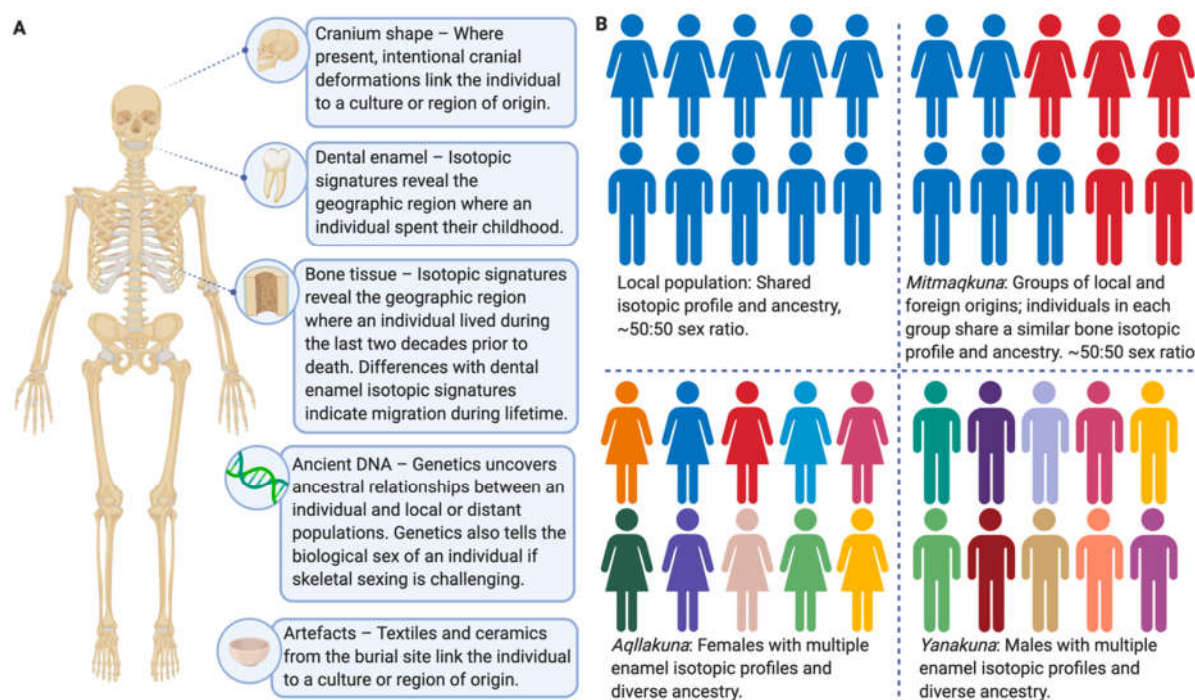 A
Cranium shape – Where
present, intentional cranial
deformations link the individual
to a culture or region of origin.
Dental enamel – Isotopic
signatures reveal the
geographic region where an
individual spent their childhood.
Bone tissue – Isotopic signatures
reveal the geographic region
where an individual lived during
the last two decades prior to
death. Differences with dental
enamel isotopic signatures
indicate migration during lifetime.
Ancient DNA – Genetics uncovers
ancestral relationships between an
individual and local or distant
populations. Genetics also tells the
biological sex of an individual if
skeletal sexing is challenging.
Artefacts – Textiles and ceramics
from the burial site link the individual
to a culture or region of origin.
B
Local population: Shared
isotopic profile and ancestry,
~50:50 sex ratio.
Mitmaqkuna: Groups of local and
foreign origins; individuals in each
group share a similar bone isotopic
profile and ancestry. ~50:50 sex ratio
Aqllakuna: Females with multiple
enamel isotopic profiles and
diverse ancestry.
Yanakuna: Males with multiple
enamel isotopic profiles and
diverse ancestry.